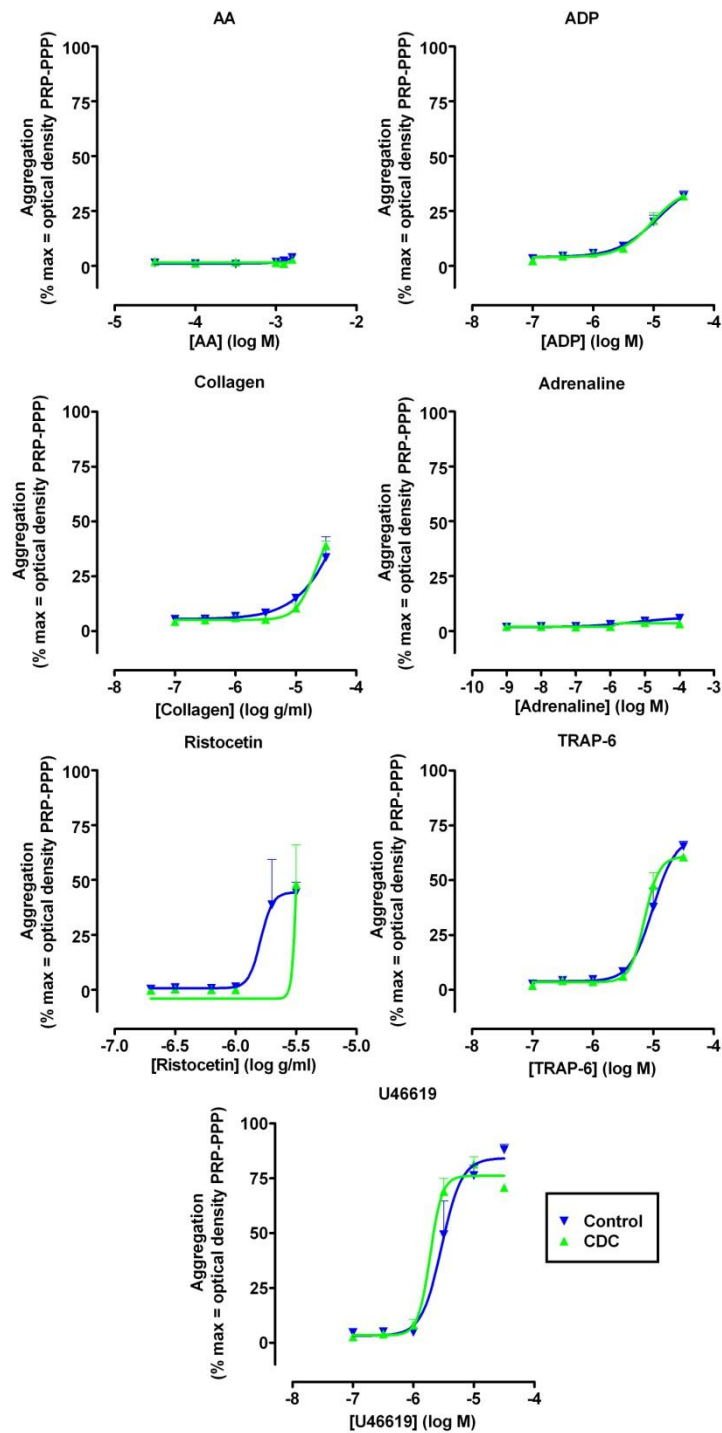 AA
Aggregation
(% max = optical density PRP-PPP)
100
75
50
25
0
-5
-4
-3
-2
[AA] (log M)
ADP
Aggregation
(% max = optical density PRP-PPP)
100
75
50
25
0
-8
-7
-6
-5
-4
[ADP] (log M)
Collagen
Aggregation
(% max = optical density PRP-PPP)
100
75
50
25
0
-8
-7
-6
-5
-4
[Collagen] (log g/ml)
Adrenaline
Aggregation
(% max = optical density PRP-PPP)
100
75
50
25
0
-10
-9
-8
-7
-6
-5
-4
-3
[Adrenaline] (log M)
Ristocetin
Aggregation
(% max = optical density PRP-PPP)
100
75
50
25
0
-7.0
-6.5
-6.0
-5.5
-5.0
[Ristocetin] (log g/ml)
TRAP-6
Aggregation
(% max = optical density PRP-PPP)
100
75
50
25
0
-8
-7
-6
-5
-4
[TRAP-6] (log M)
U46619
Aggregation
(% max = optical density PRP-PPP)
100
75
50
25
0
-8
-7
-6
-5
-4
[U46619] (log M)
Control
CDC